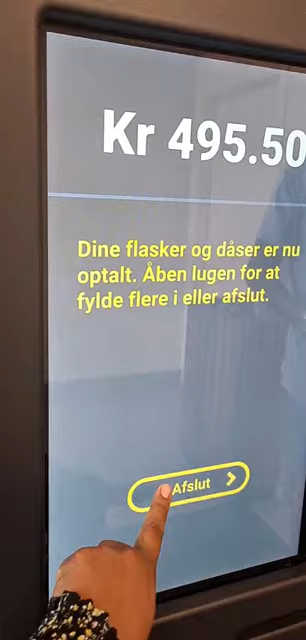 Kr 495.50
Dine flasker og dåser er nu
optalt. Åben lugen for at
fylde flere i eller afslut.
Afslut